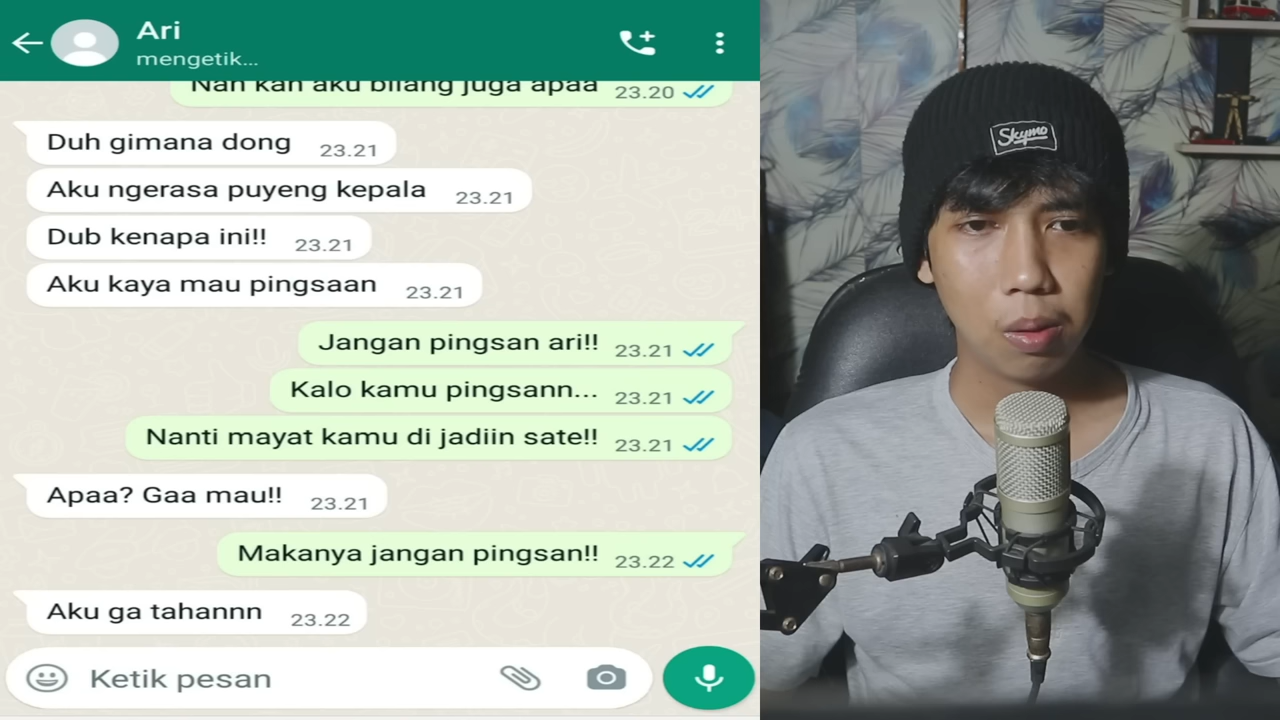 Ari
mengetik...
Nah kan aku bilang juga apaa 23.20
Duh gimana dong 23.21
Aku ngerasa puyeng kepala 23.21
Dub kenapa ini!! 23.21
Aku kaya mau pingsaan 23.21
Jangan pingsan ari!! 23.21
Kalo kamu pingsann... 23.21
Nanti mayat kamu di jadiin sate!! 23.21
Apaa? Gaa mau!! 23.21
Makanya jangan pingsan!! 23.22
Aku ga tahannn 23.22
Ketik pesan
Skymo